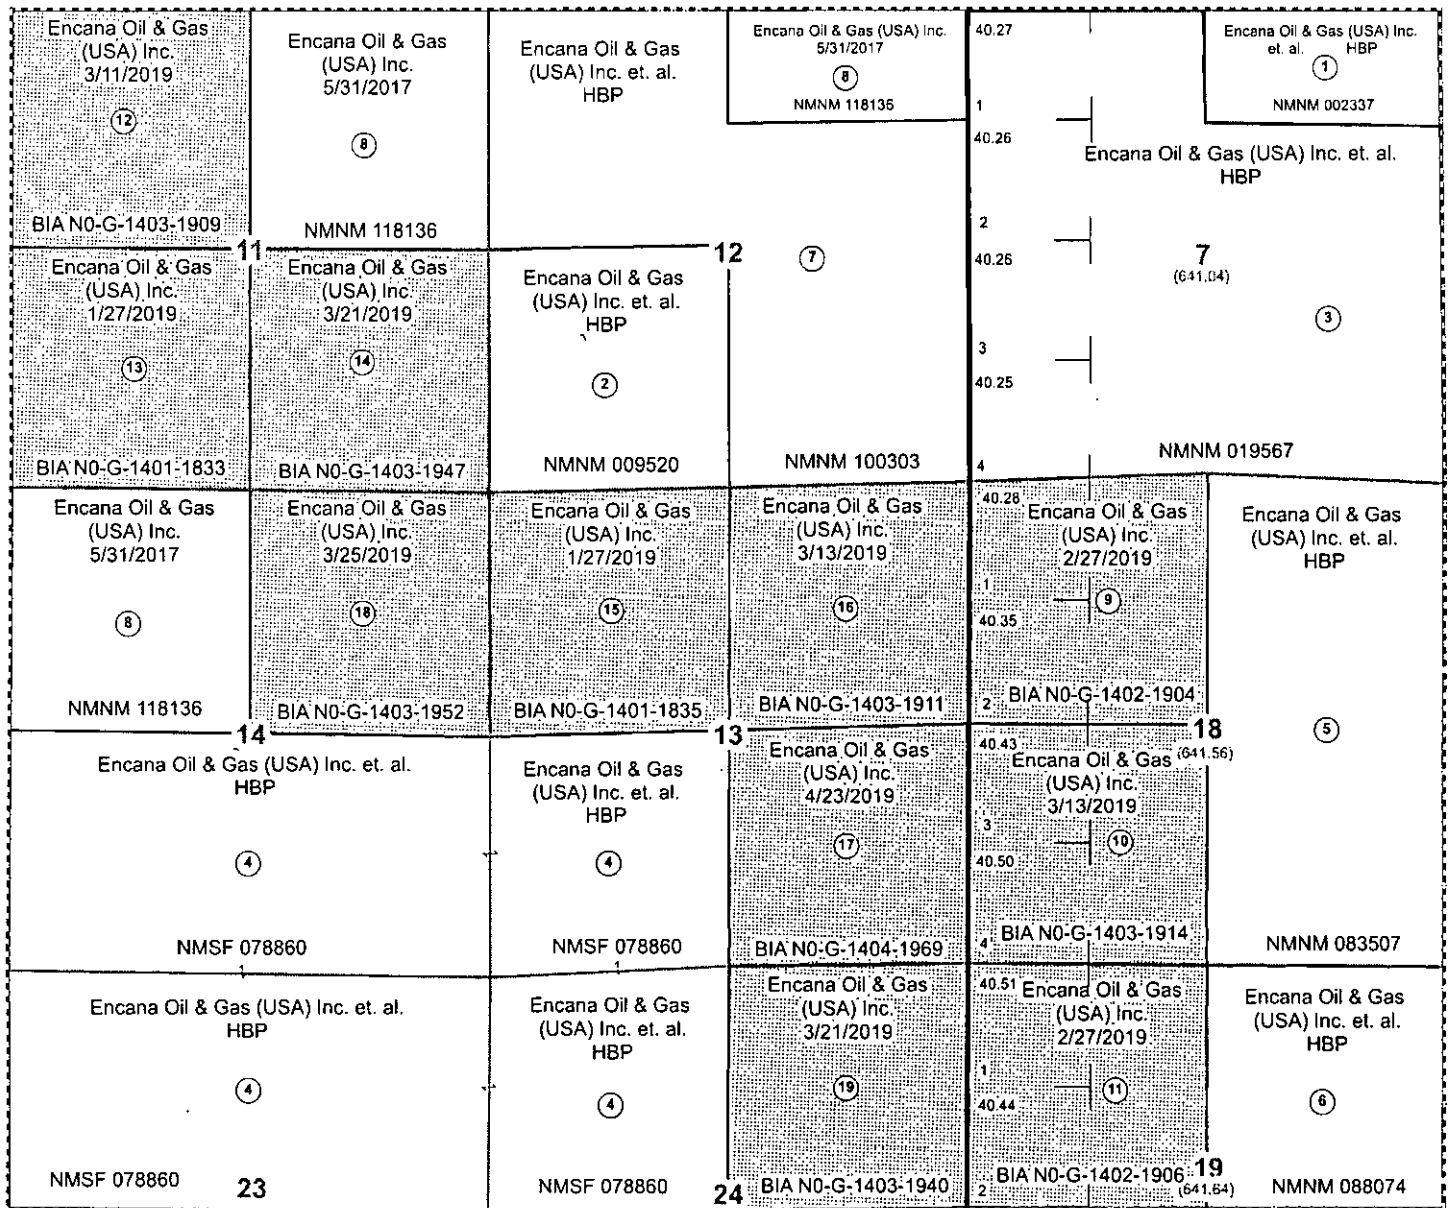 Encana Oil & Gas
(USA) Inc.
3/11/2019
12
BIA N0-G-1403-1909
Encana Oil & Gas
(USA) Inc.
5/31/2017
8
NMNM 118136
11
Encana Oil & Gas
(USA) Inc. et. al.
HBP
Encana Oil & Gas (USA) Inc.
5/31/2017
8
NMNM 118136
12
7
NMNM 100303
40.27
1
40.26
2
40.26
3
40.25
4
Encana Oil & Gas (USA) Inc.
et. al. HBP
1
NMNM 002337
Encana Oil & Gas (USA) Inc. et. al.
HBP
7
(641.04)
3
NMNM 019567
Encana Oil & Gas
(USA) Inc.
1/27/2019
13
BIA N0-G-1401-1833
Encana Oil & Gas
(USA) Inc.
3/21/2019
14
BIA N0-G-1403-1947
Encana Oil & Gas
(USA) Inc. et. al.
HBP
2
NMNM 009520
Encana Oil & Gas
(USA) Inc.
5/31/2017
8
NMNM 118136
Encana Oil & Gas
(USA) Inc.
3/25/2019
18
BIA N0-G-1403-1952
14
Encana Oil & Gas
(USA) Inc.
1/27/2019
15
BIA N0-G-1401-1835
Encana Oil & Gas
(USA) Inc.
3/13/2019
16
BIA N0-G-1403-1911
13
40.28
Encana Oil & Gas
(USA) Inc.
2/27/2019
1
9
40.35
2
BIA N0-G-1402-1904
Encana Oil & Gas
(USA) Inc. et. al.
HBP
5
NMNM 083507
18
(641.56)
Encana Oil & Gas (USA) Inc. et. al.
HBP
4
NMSF 078860
Encana Oil & Gas
(USA) Inc. et. al.
HBP
4
NMSF 078860
Encana Oil & Gas
(USA) Inc.
4/23/2019
17
BIA N0-G-1404-1969
40.43
Encana Oil & Gas
(USA) Inc.
3/13/2019
3
10
40.50
4
BIA N0-G-1403-1914
Encana Oil & Gas (USA) Inc. et. al.
HBP
4
NMSF 078860
23
Encana Oil & Gas
(USA) Inc. et. al.
HBP
4
NMSF 078860
24
Encana Oil & Gas
(USA) Inc.
3/21/2019
19
BIA N0-G-1403-1940
40.51
Encana Oil & Gas
(USA) Inc.
2/27/2019
1
11
40.44
2
BIA N0-G-1402-1906
19
(641.64)
Encana Oil & Gas
(USA) Inc. et. al.
HBP
6
NMNM 088074